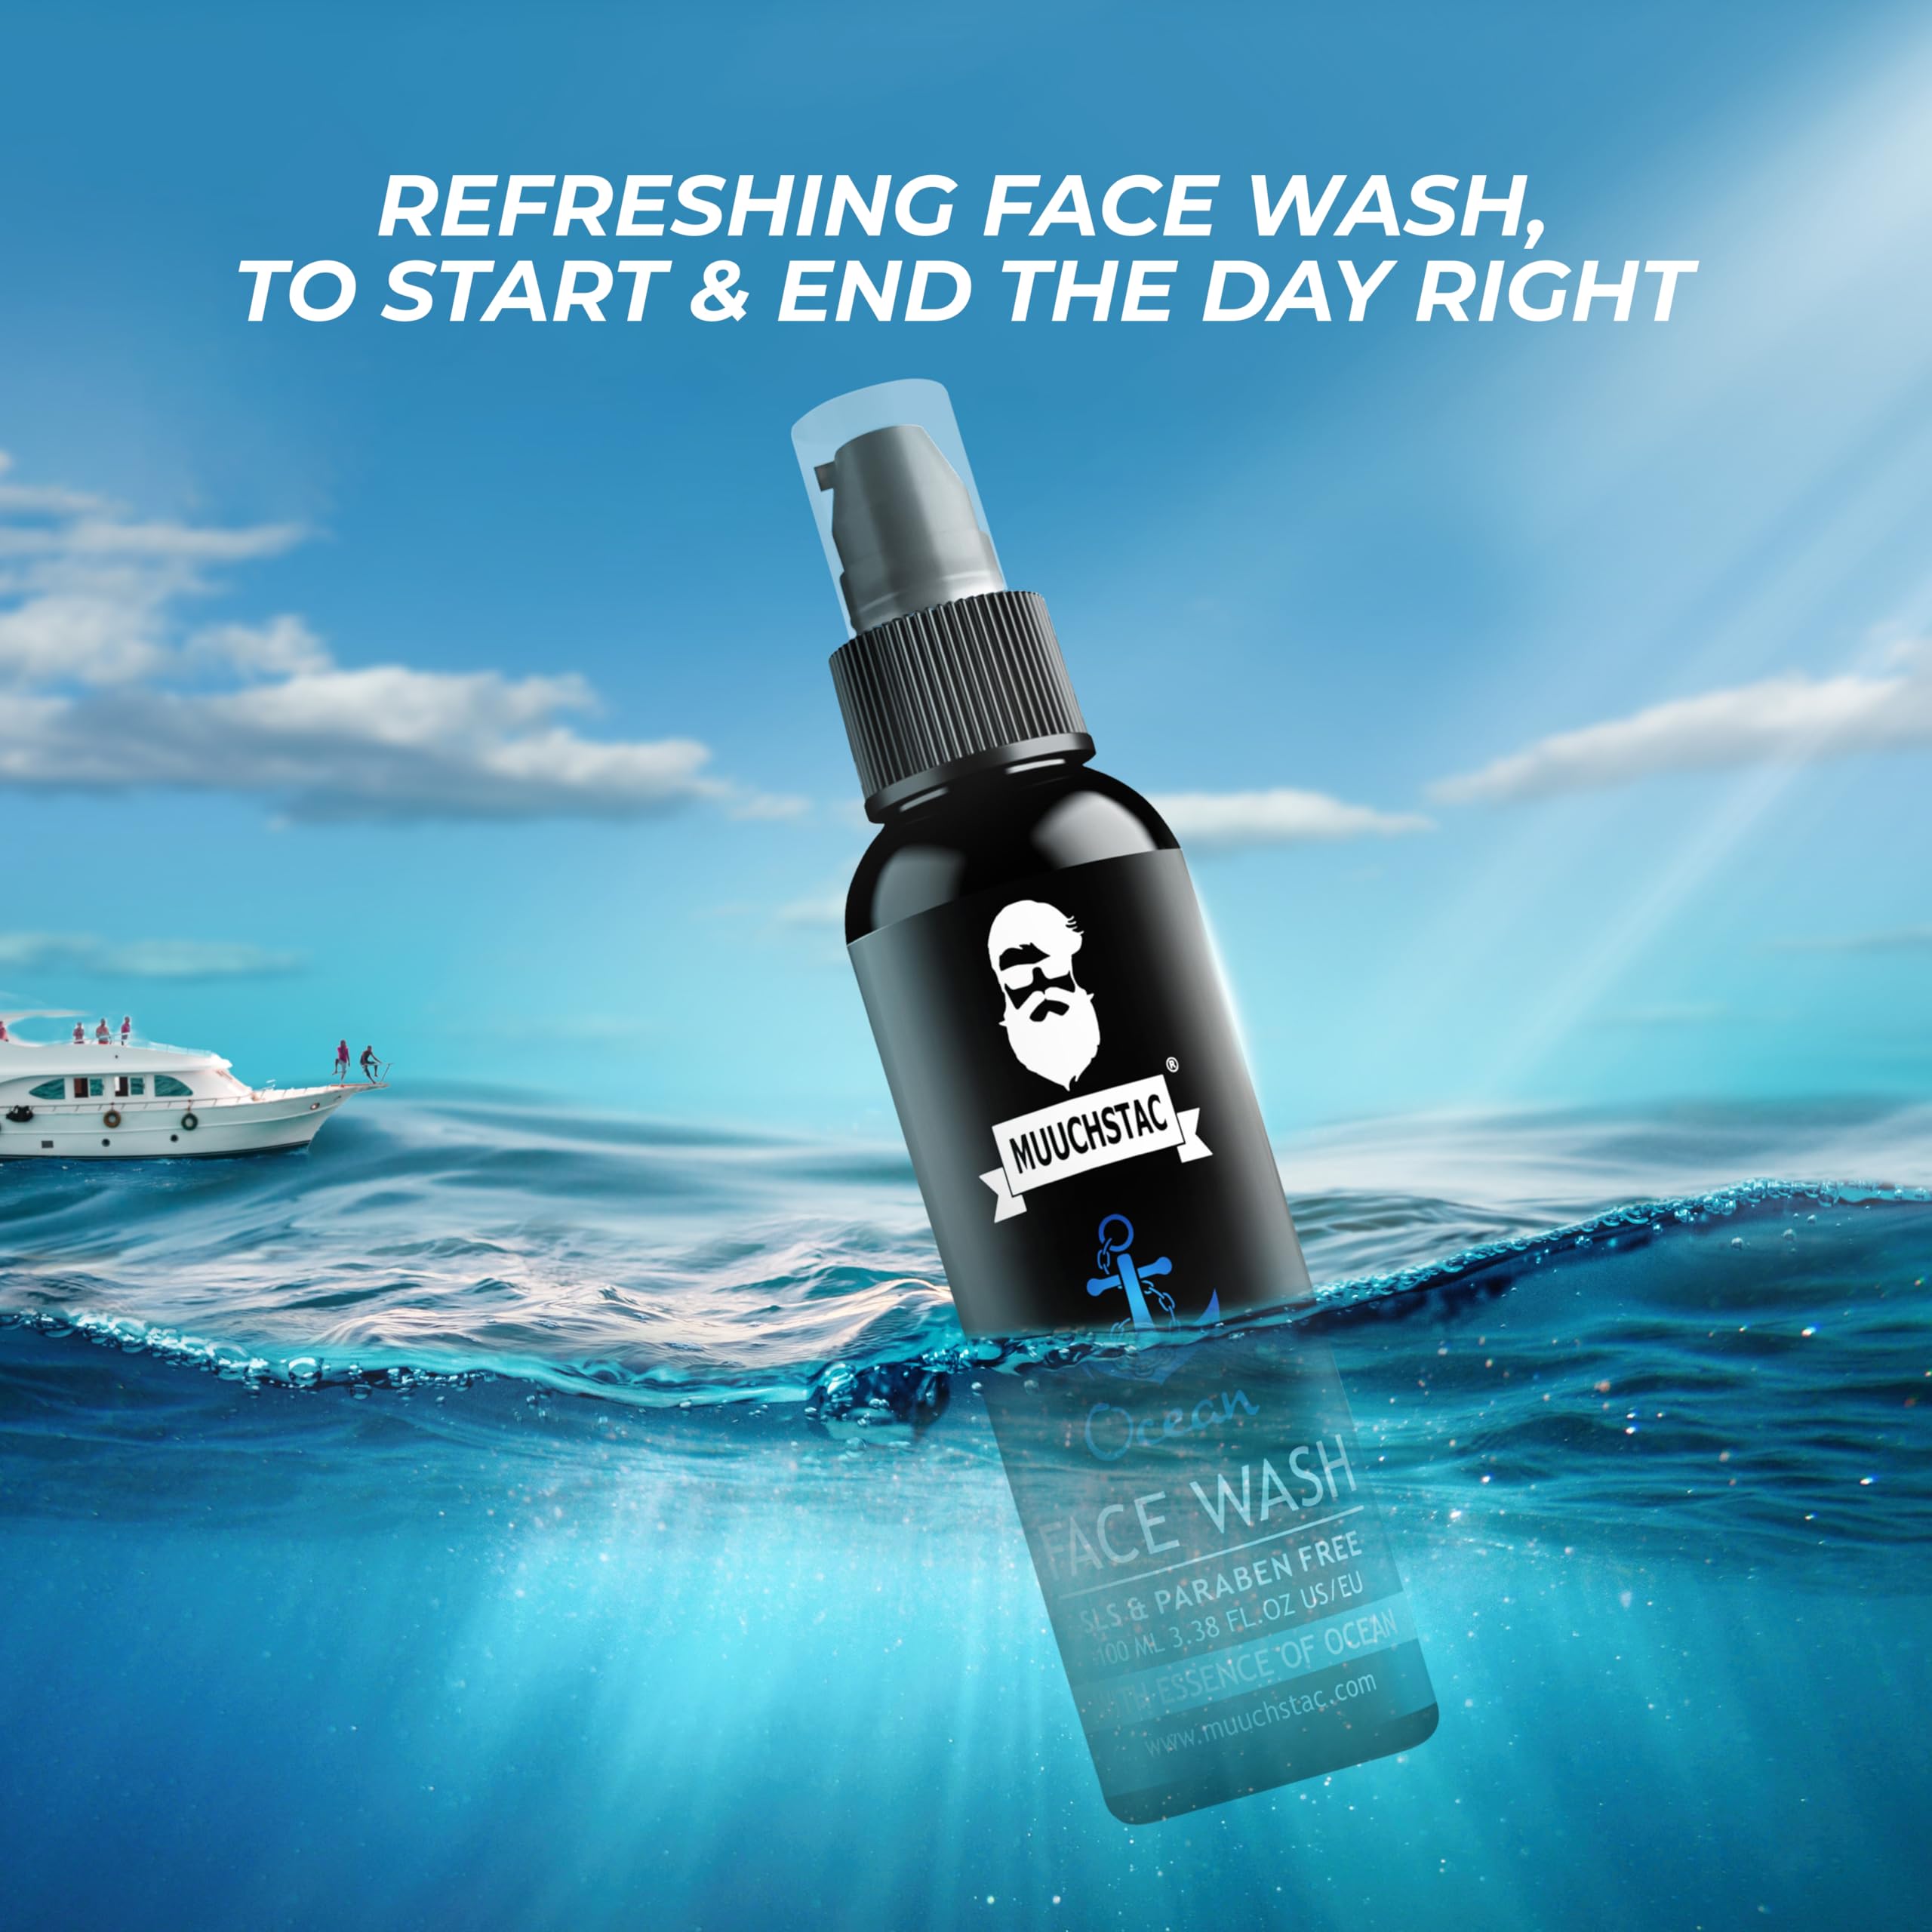 REFRESHING FACE WASH,
TO START & END THE DAY RIGHT
®
MUUCHSTAC
Ocean
FACE WASH
SLS & PARABEN FREE
100 ML 3.38 FL.OZ US/EU
WITH ESSENCE OF OCEAN
www.muuchstac.com